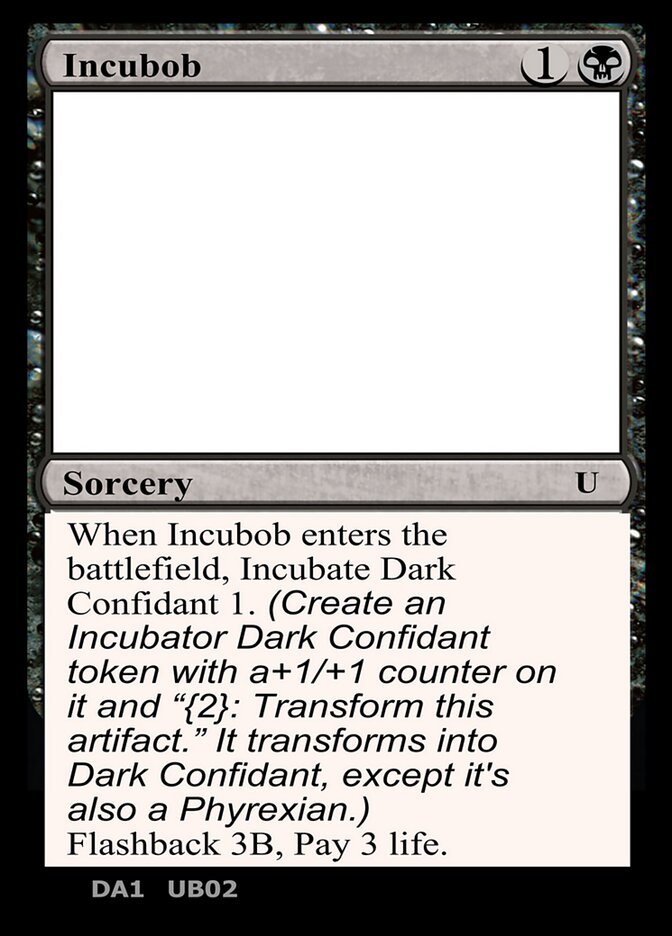 Incubob 1
Sorcery U
When Incubob enters the
battlefield, Incubate Dark
Confidant 1. (Create an
Incubator Dark Confidant
token with a+1/+1 counter on
it and “{2}: Transform this
artifact.” It transforms into
Dark Confidant, except it's
also a Phyrexian.)
Flashback 3B, Pay 3 life.
DA1 UB02